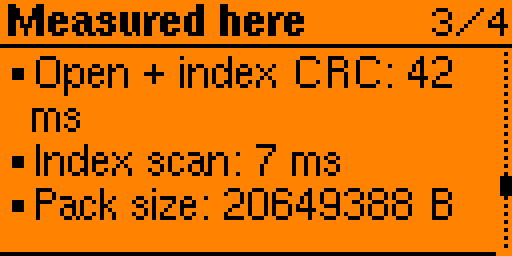 Measured here 3/4
▪Open + index CRC: 42
ms
▪Index scan: 7 ms
▪Pack size: 20649388 B